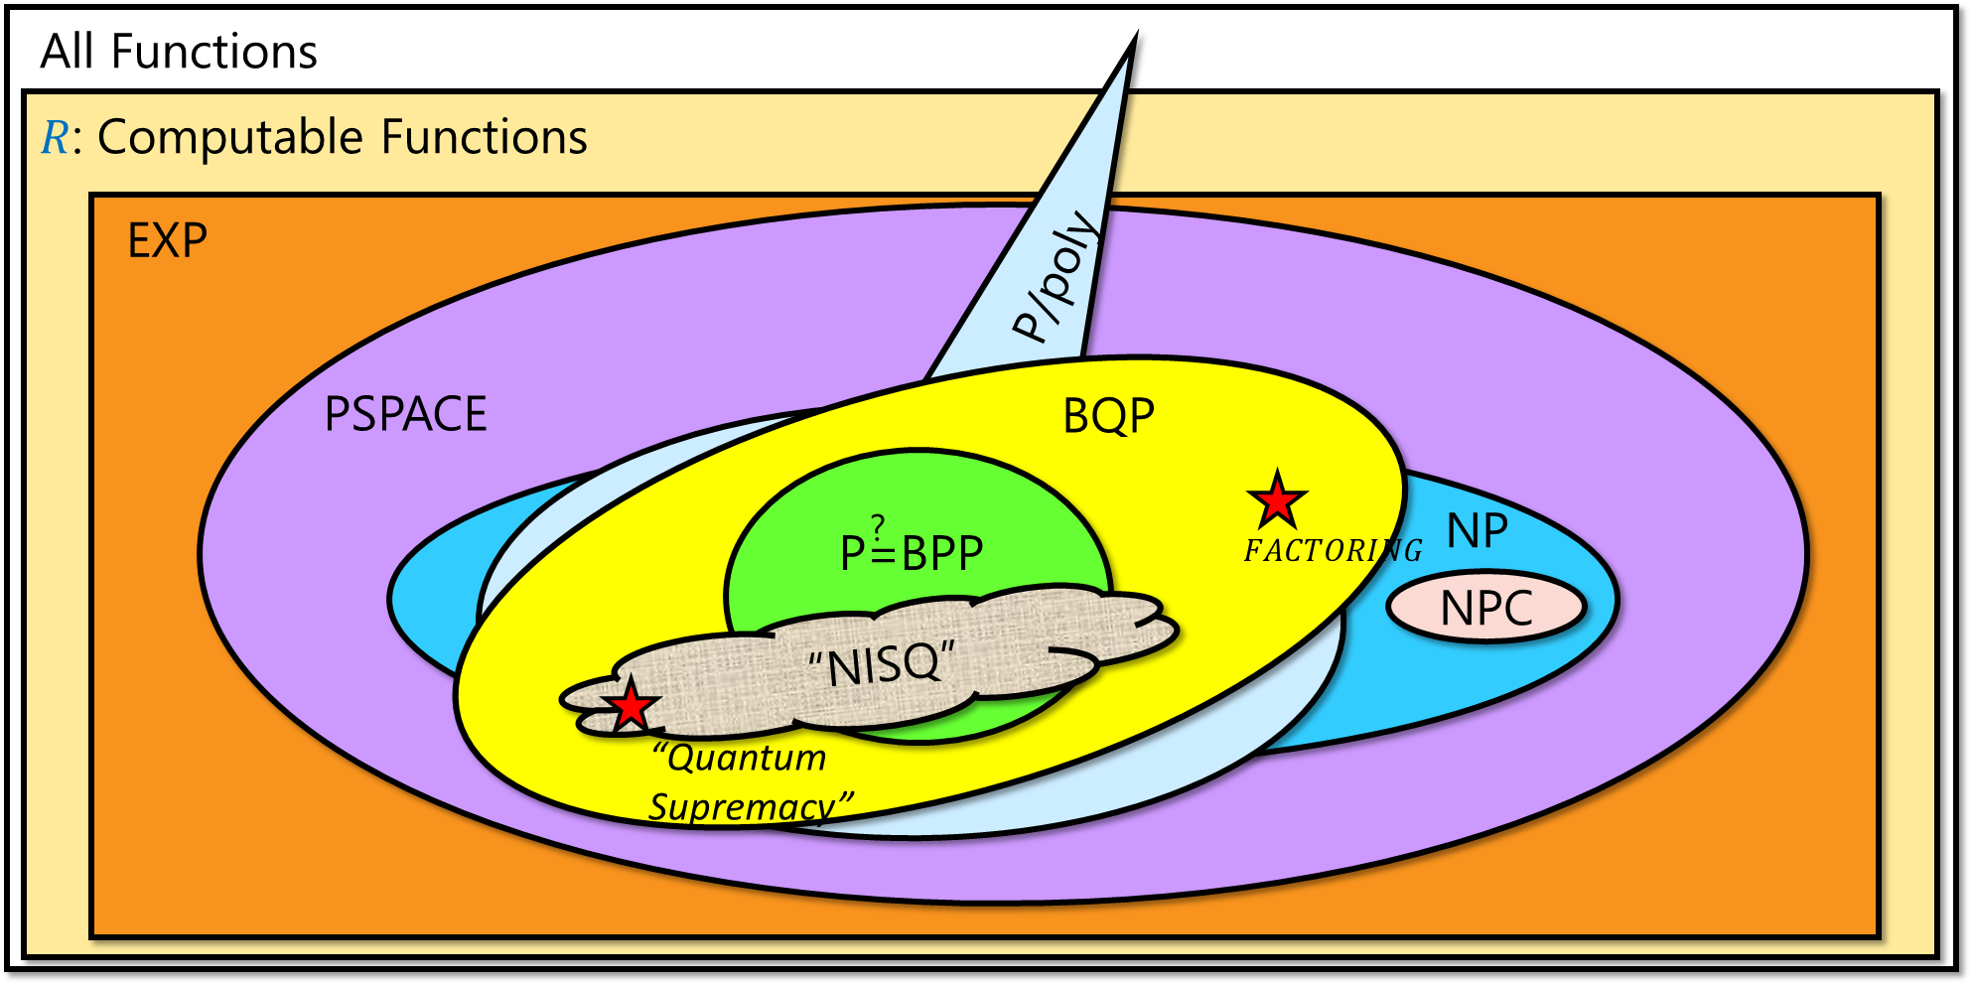 All Functions
R: Computable Functions
EXP
P/poly
PSPACE
BQP
NP
FACTORING
P≟BPP
NPC
“NISQ”
“Quantum
Supremacy”